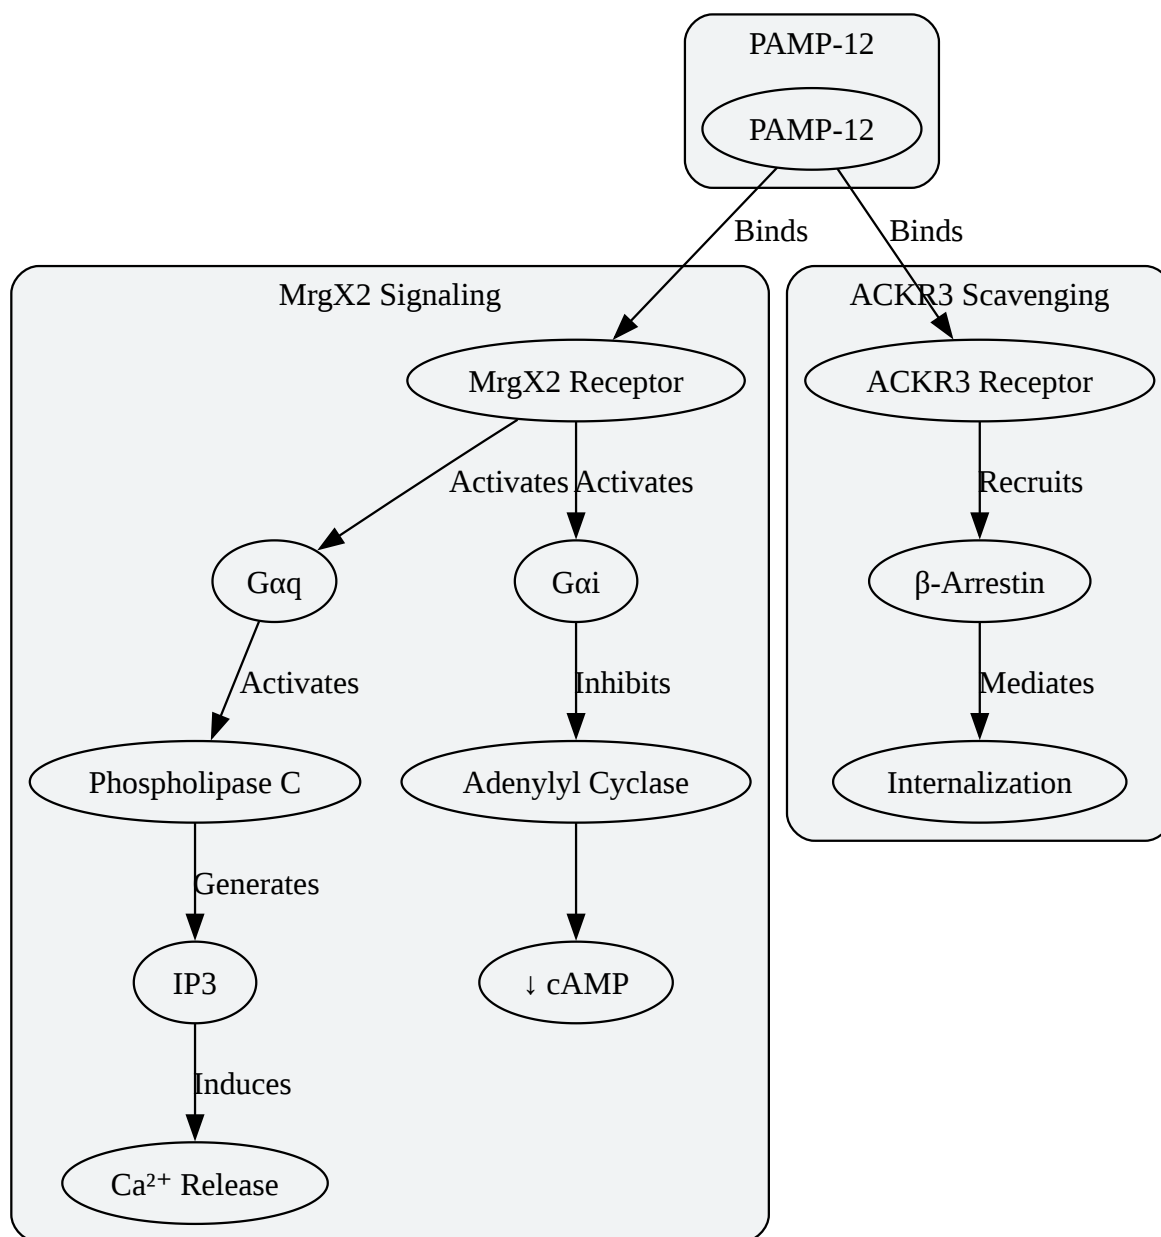 PAMP-12
PAMP-12
Binds
Binds
MrgX2 Signaling
ACKR3 Scavenging
MrgX2 Receptor
ACKR3 Receptor
Activates
Activates
Recruits
Gαq
Gαi
β-Arrestin
Activates
Inhibits
Mediates
Phospholipase C
Adenylyl Cyclase
Internalization
Generates
IP3
↓ cAMP
Induces
Ca²⁺ Release